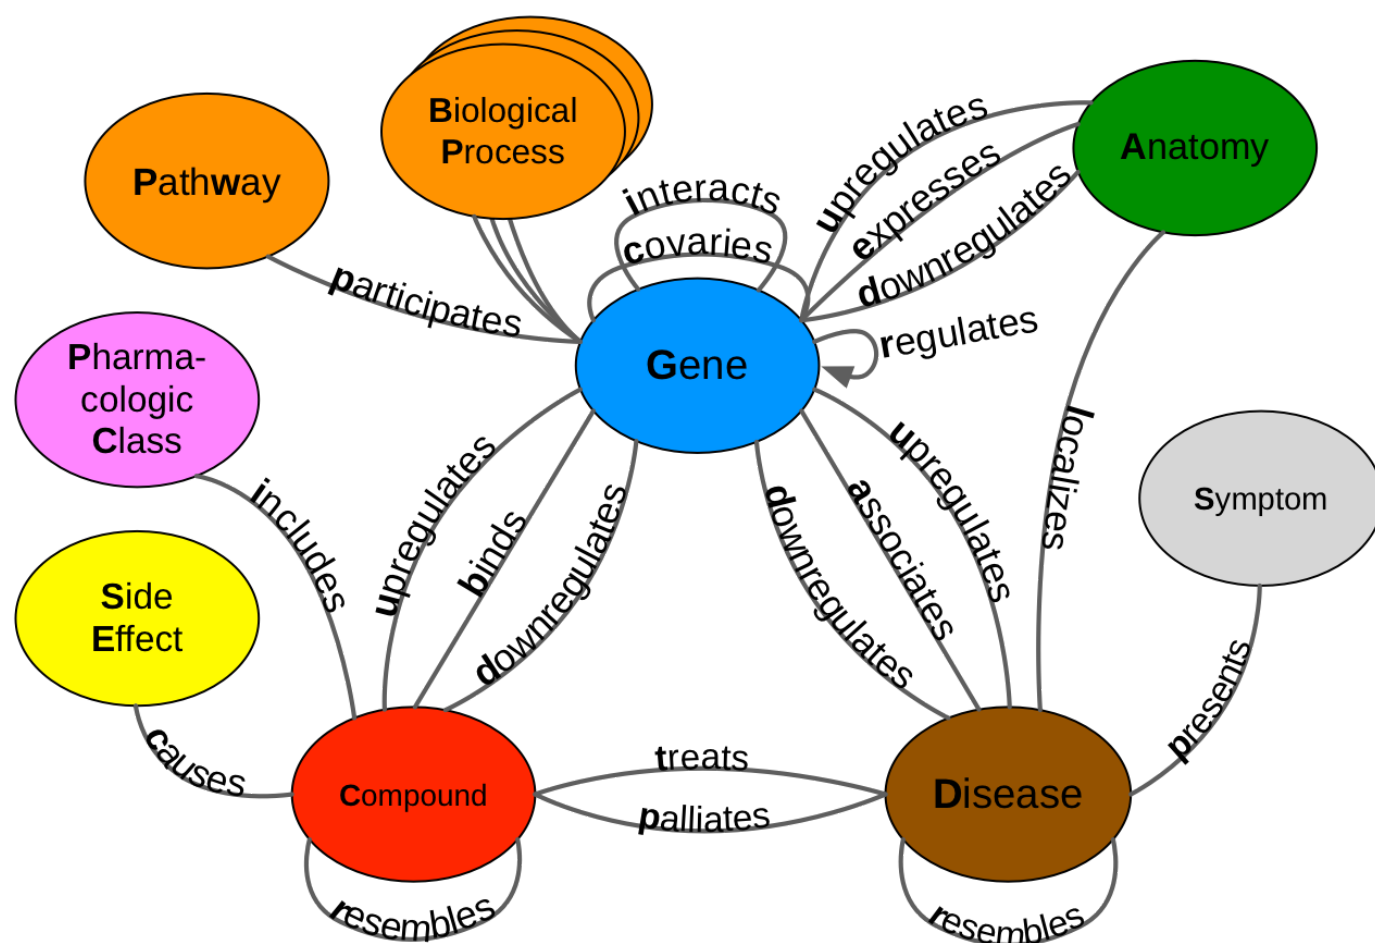 Biological
Process
Pathway
Anatomy
interacts
covaries
upregulates
expresses
downregulates
participates
regulates
Gene
Pharma-
cologic
Class
includes
upregulates
binds
downregulates
downregulates
associates
upregulates
localizes
Symptom
Side
Effect
causes
presents
Compound
treats
palliates
Disease
resembles
resembles